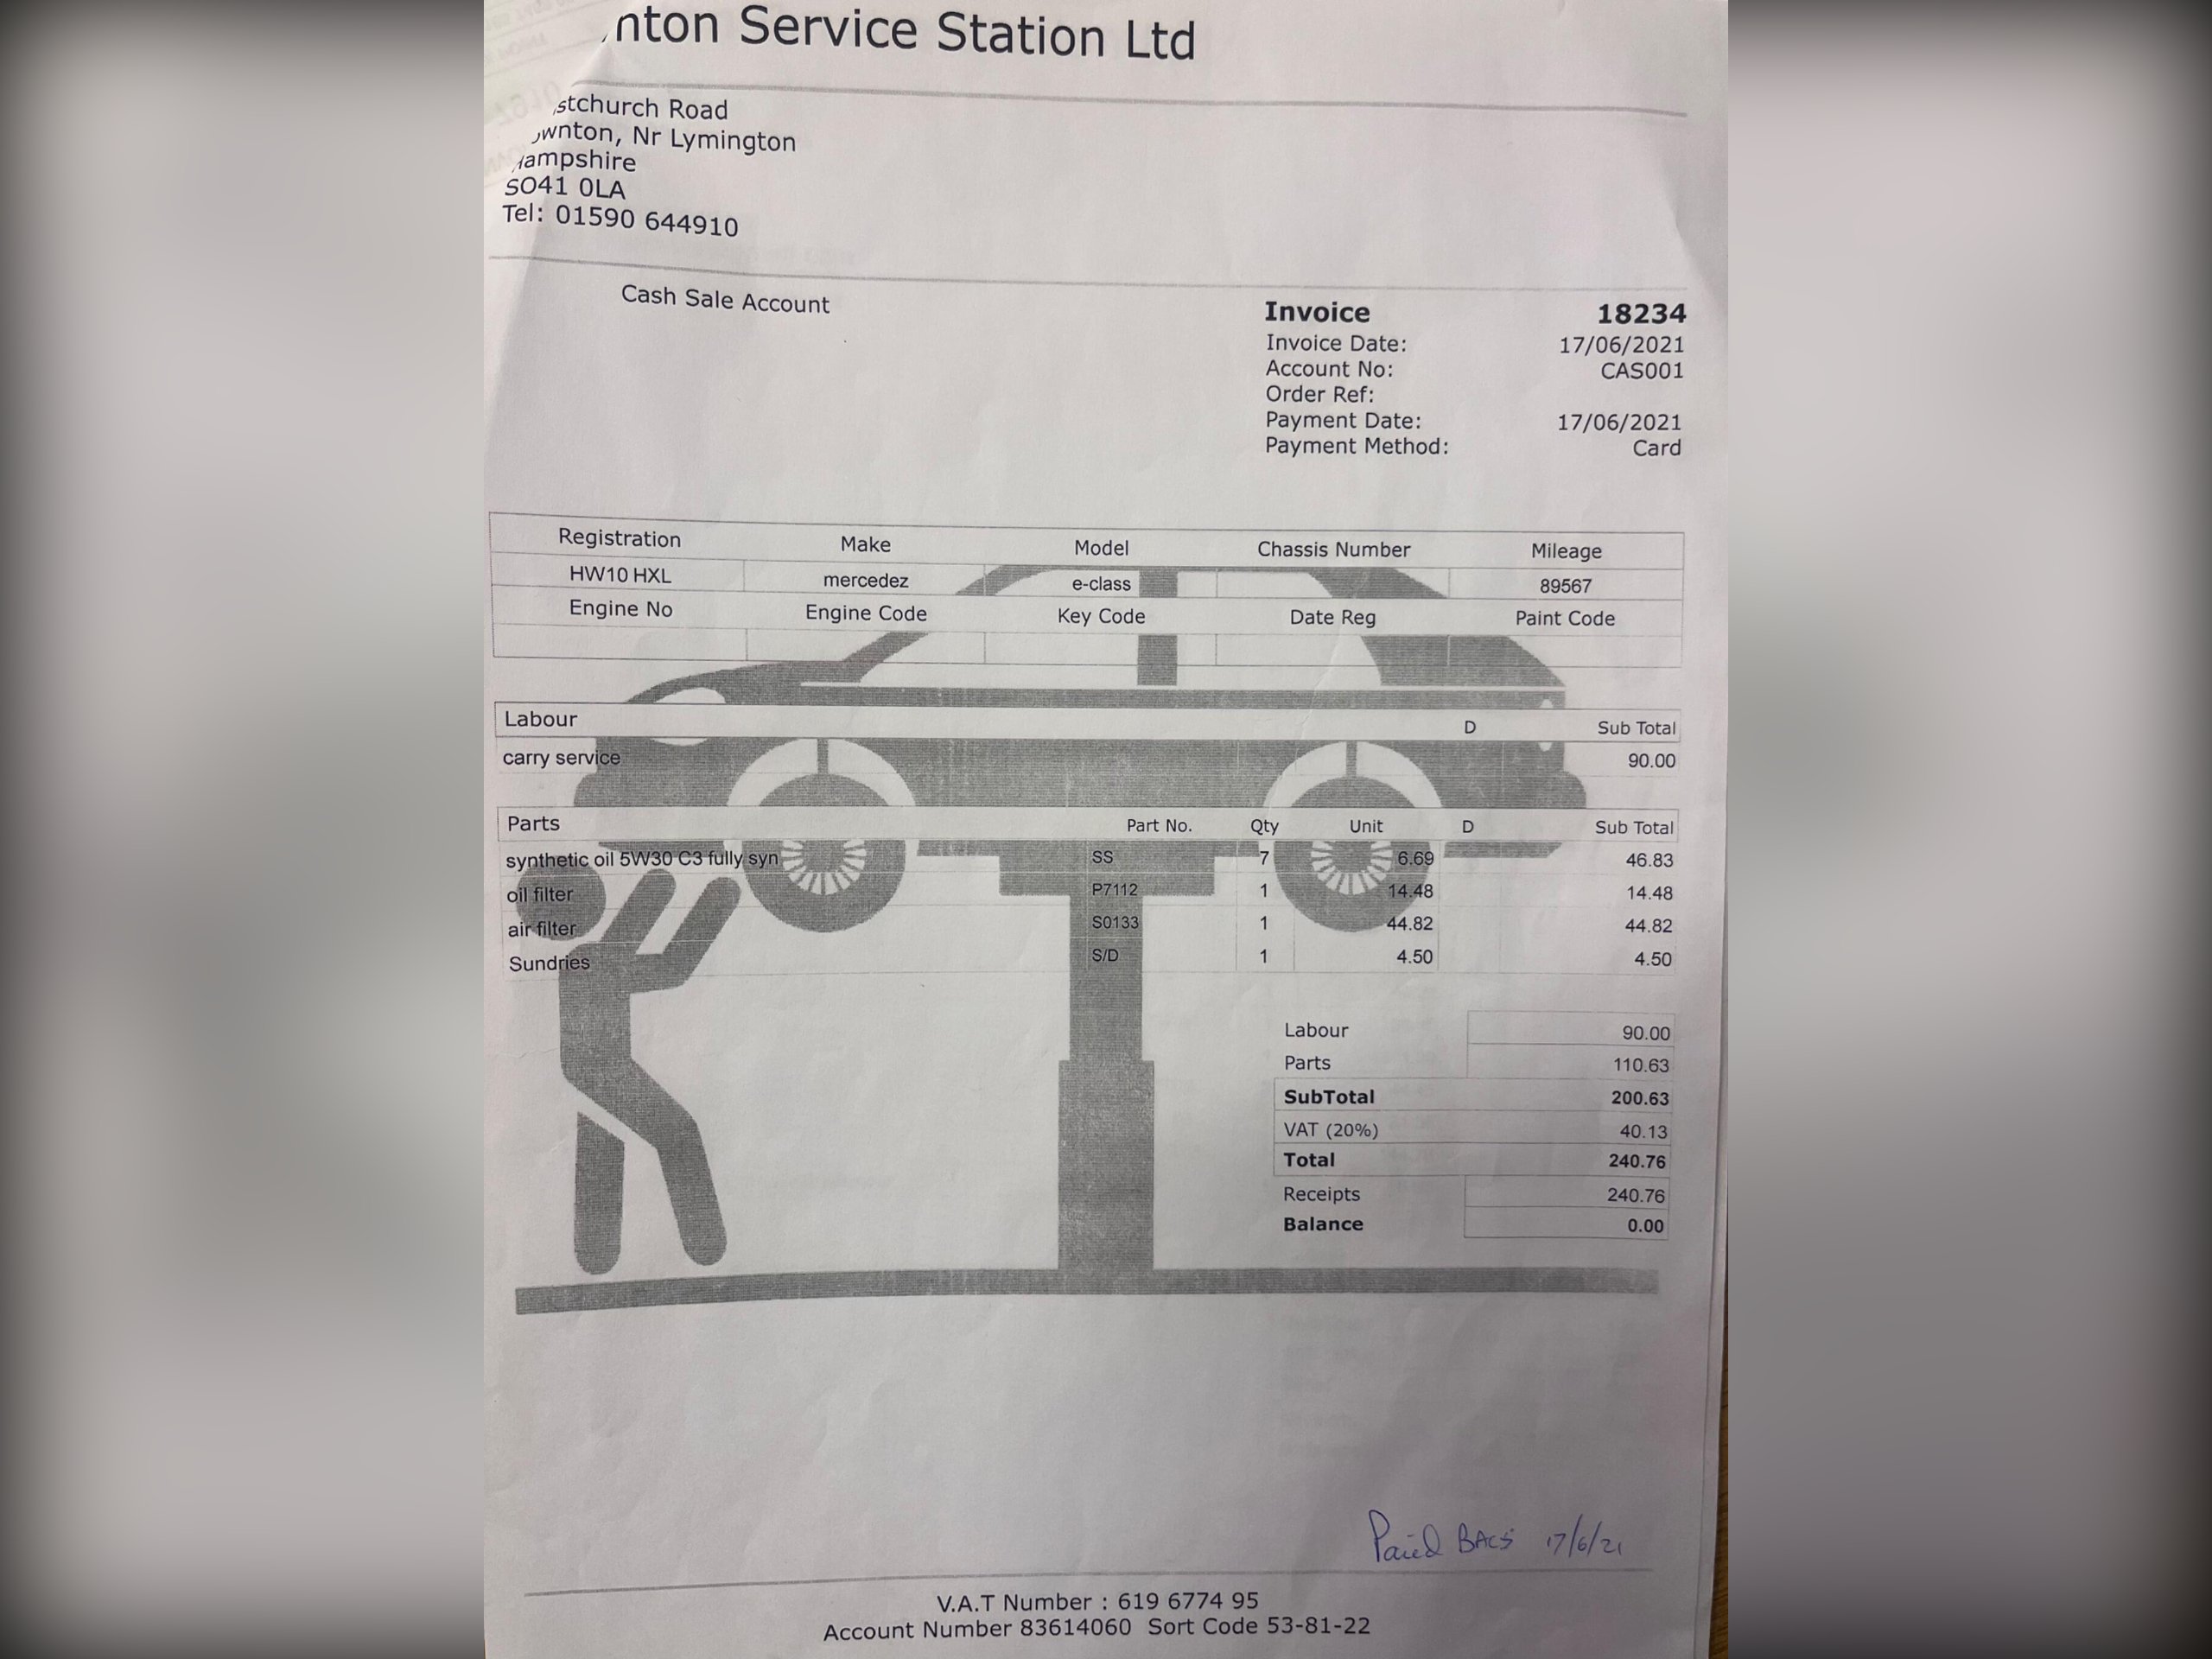 nton Service Station Ltd
stchurch Road
wnton, Nr Lymington
ampshire
SO41 0LA
Tel: 01590 644910
Cash Sale Account
Invoice 18234
Invoice Date: 17/06/2021
Account No: CAS001
Order Ref:
Payment Date: 17/06/2021
Payment Method: Card
Registration Make Model Chassis Number Mileage
HW10 HXL mercedez e-class 89567
Engine No Engine Code Key Code Date Reg Paint Code
Labour D Sub Total
carry service 90.00
Parts Part No. Qty Unit D Sub Total
synthetic oil 5W30 C3 fully syn SS 7 6.69 46.83
oil filter P7112 1 14.48 14.48
air filter S0133 1 44.82 44.82
Sundries S/D 1 4.50 4.50
Labour 90.00
Parts 110.63
SubTotal 200.63
VAT (20%) 40.13
Total 240.76
Receipts 240.76
Balance 0.00
Paied BACS 17/6/21
V.A.T Number : 619 6774 95
Account Number 83614060 Sort Code 53-81-22